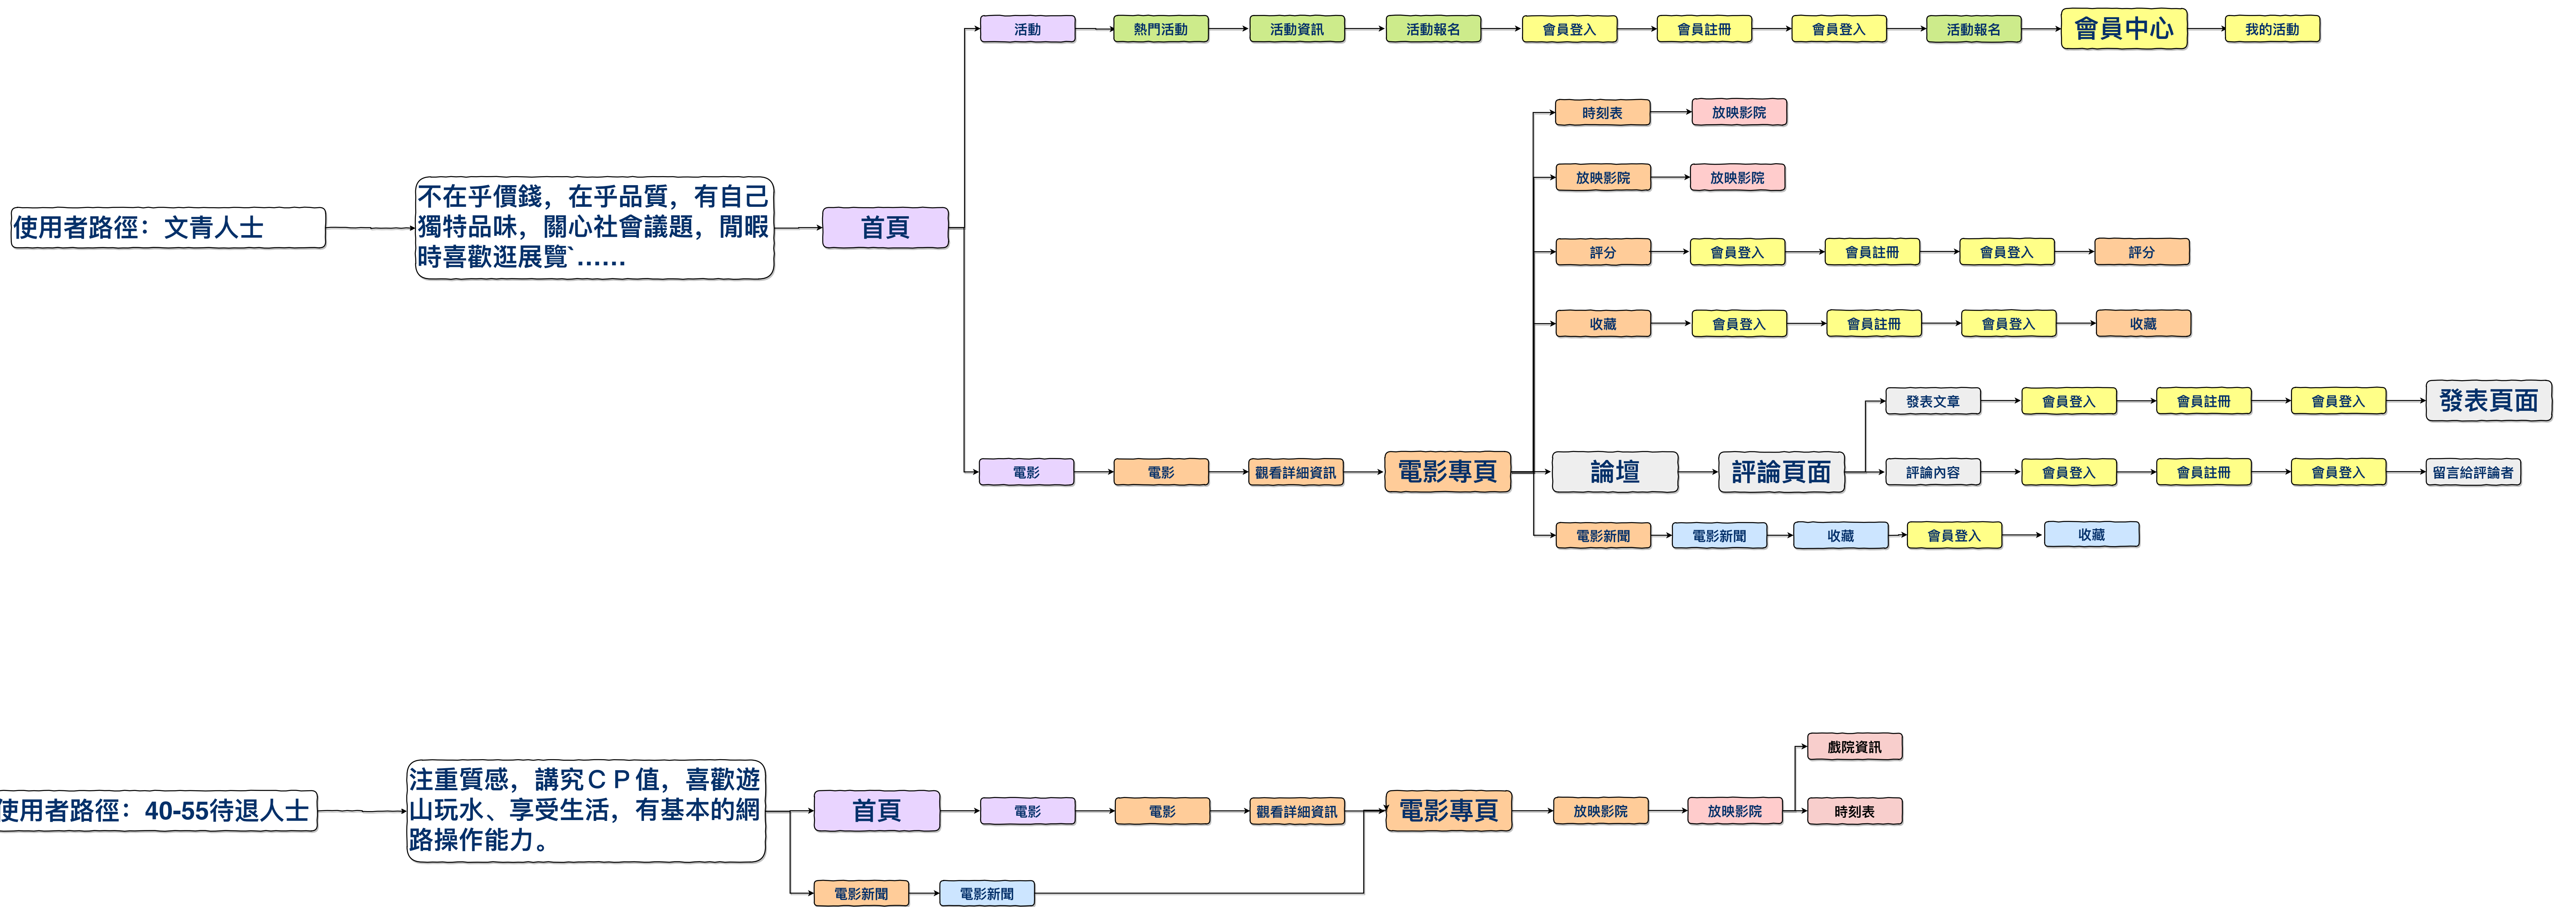 活動
熱門活動
活動資訊
活動報名
會員登入
會員註冊
會員登入
活動報名
會員中心
我的活動
時刻表
放映影院
放映影院
放映影院
使用者路徑：文青人士
不在乎價錢，在乎品質，有自己
獨特品味，關心社會議題，閒暇
時喜歡逛展覽`......
首頁
評分
會員登入
會員註冊
會員登入
評分
收藏
會員登入
會員註冊
會員登入
收藏
發表文章
會員登入
會員註冊
會員登入
發表頁面
電影
電影
觀看詳細資訊
電影專頁
論壇
評論頁面
評論內容
會員登入
會員註冊
會員登入
留言給評論者
電影新聞
電影新聞
收藏
會員登入
收藏
使用者路徑：40-55待退人士
注重質感，講究ＣＰ值，喜歡遊
山玩水、享受生活，有基本的網
路操作能力。
首頁
電影
電影
觀看詳細資訊
電影專頁
放映影院
放映影院
戲院資訊
時刻表
電影新聞
電影新聞